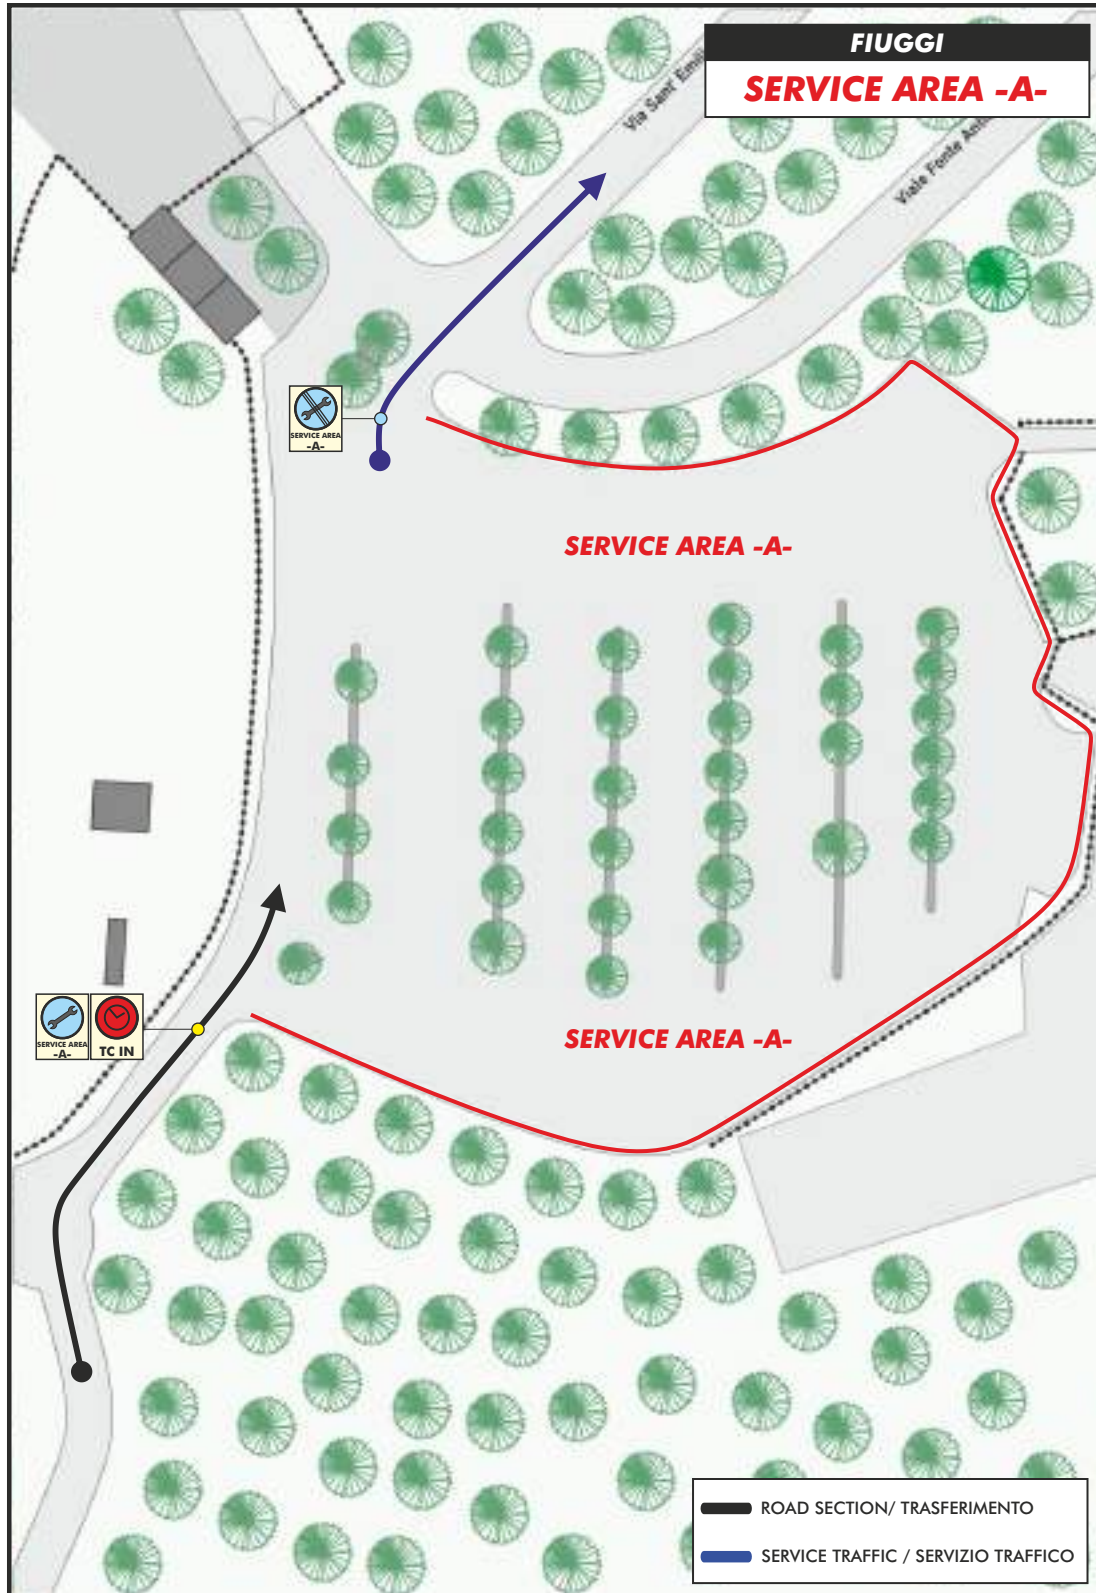 FIUGGI
SERVICE AREA -A-
Via Sant'
Viale Fonte
SERVICE AREA
-A-
SERVICE AREA -A-
SERVICE AREA
-A-
TC IN
SERVICE AREA -A-
ROAD SECTION/ TRASFERIMENTO
SERVICE TRAFFIC / SERVIZIO TRAFFICO